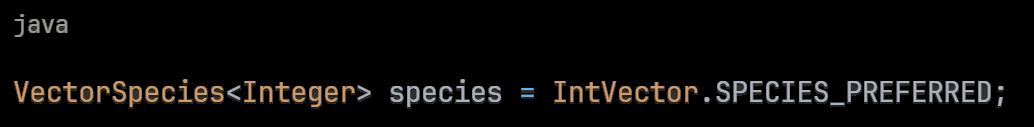 java
VectorSpecies<Integer> species = IntVector.SPECIES_PREFERRED;